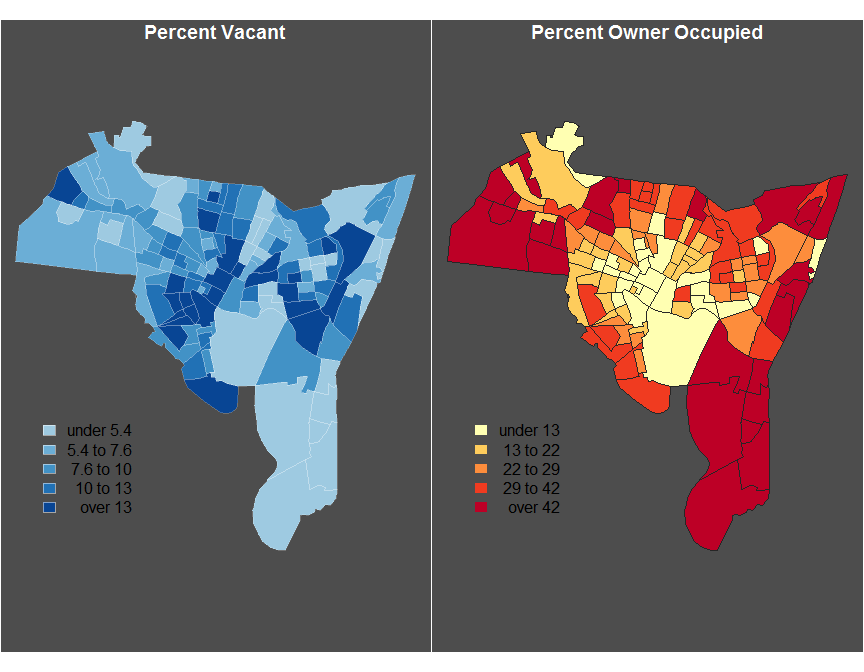 Percent Vacant
under 5.4
5.4 to 7.6
7.6 to 10
10 to 13
over 13
Percent Owner Occupied
under 13
13 to 22
22 to 29
29 to 42
over 42